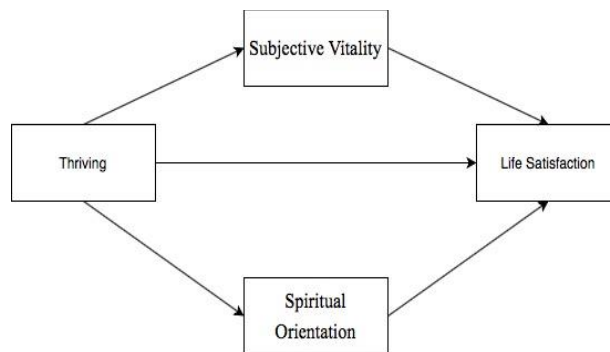 Subjective Vitality
Thriving
Life Satisfaction
Spiritual
Orientation